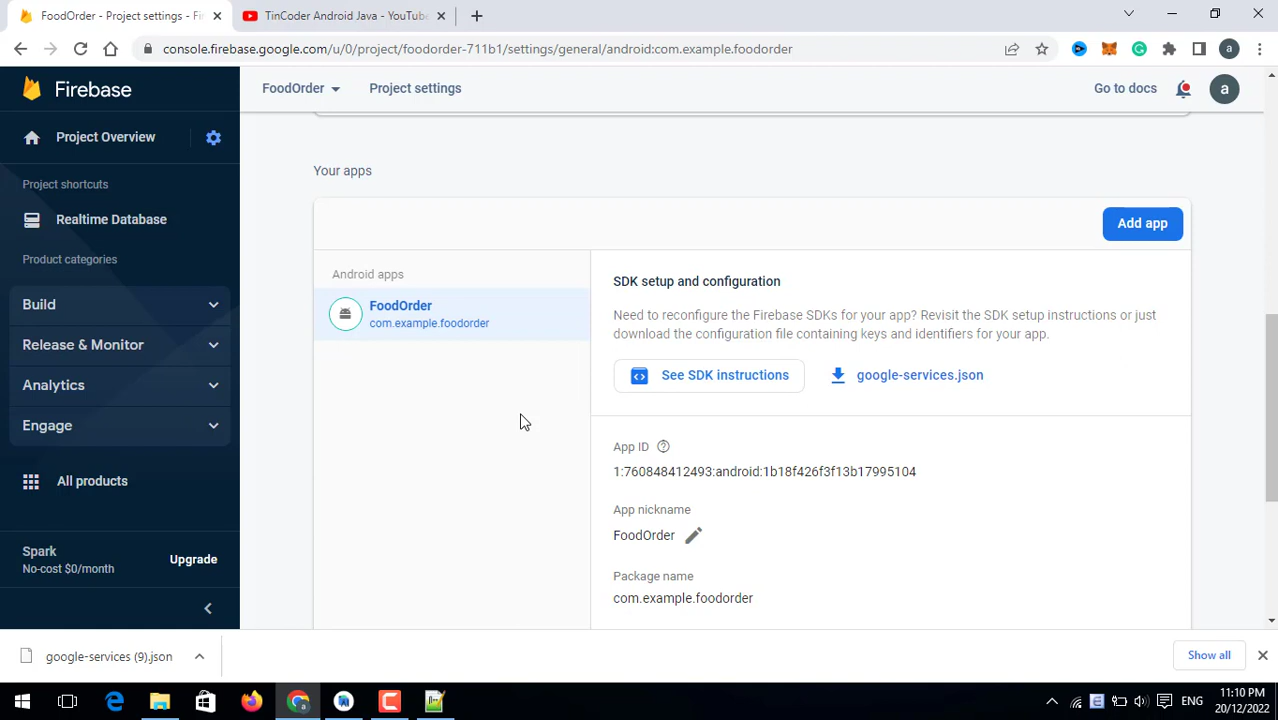 FoodOrder - Project settings - Fi
TinCoder Android Java - YouTube
console.firebase.google.com/u/0/project/foodorder-711b1/settings/general/android:com.example.foodorder
a
Firebase
FoodOrder
Project settings
Go to docs
a
Project Overview
Project shortcuts
Realtime Database
Product categories
Build
Release & Monitor
Analytics
Engage
All products
Spark
No-cost $0/month
Upgrade
Your apps
Add app
Android apps
FoodOrder
com.example.foodorder
SDK setup and configuration
Need to reconfigure the Firebase SDKs for your app? Revisit the SDK setup instructions or just
download the configuration file containing keys and identifiers for your app.
See SDK instructions
google-services.json
App ID
1:760848412493:android:1b18f426f3f13b17995104
App nickname
FoodOrder
Package name
com.example.foodorder
google-services (9).json
Show all
ENG
11:10 PM
20/12/2022